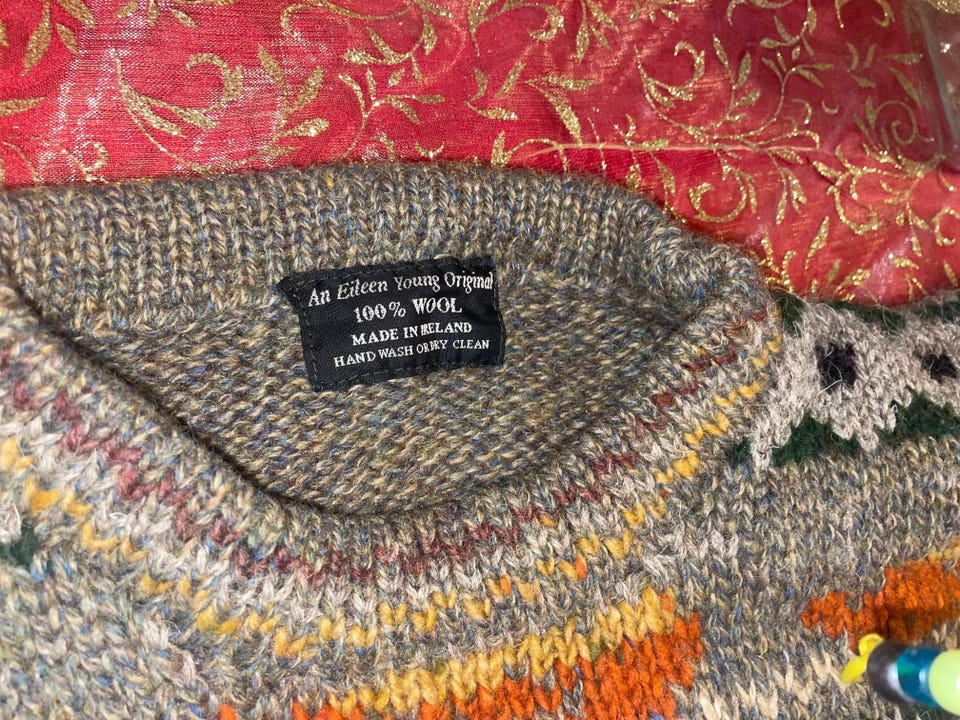 An Eileen Young Original
100% WOOL
MADE IN IRELAND
HAND WASH OR DRY CLEAN